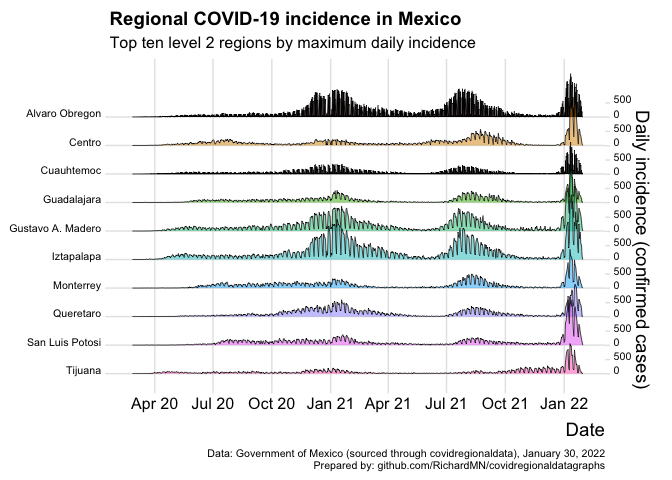 Regional COVID-19 incidence in Mexico
Top ten level 2 regions by maximum daily incidence
Alvaro Obregon
500
0
Centro
500
0
Cuauhtemoc
500
0
Guadalajara
500
0
Gustavo A. Madero
500
0
Iztapalapa
500
0
Monterrey
500
0
Queretaro
500
0
San Luis Potosi
500
0
Tijuana
500
0
Daily incidence (confirmed cases)
Apr 20 Jul 20 Oct 20 Jan 21 Apr 21 Jul 21 Oct 21 Jan 22
Date
Data: Government of Mexico (sourced through covidregionaldata), January 30, 2022
Prepared by: github.com/RichardMN/covidregionaldatagraphs